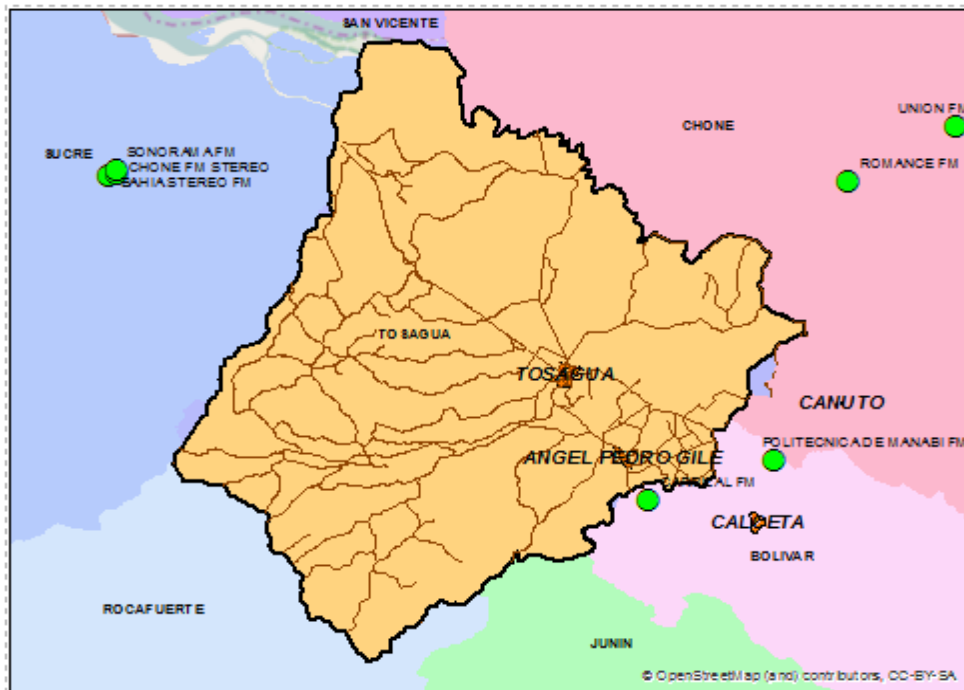 SAN VICENTE
UNION FM
CHONE
SUCRE
SONORAMA FM
CHONE FM STEREO
BAHIA STEREO FM
ROMANCE FM
TOSAGUA
TOSAGUA
CANUTO
POLITECNICA DE MANABI FM
ANGEL PEDRO GILE
FM
BOLIVAR
ROCAFUERTE
JUNIN
© OpenStreetMap (and) contributors, CC-BY-SA